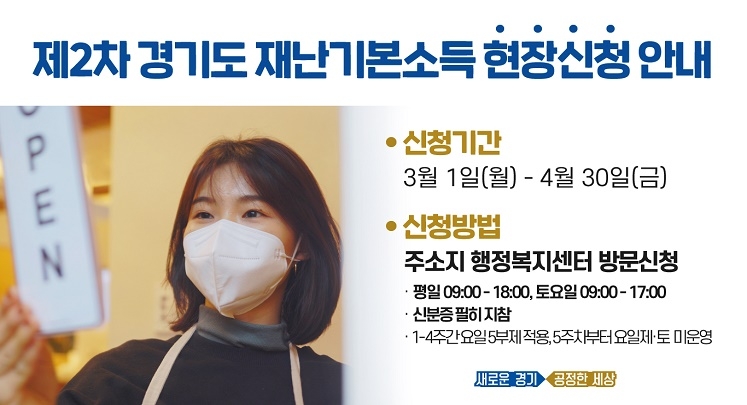 제2차 경기도 재난기본소득 현장신청 안내
OPEN
• 신청기간
3월 1일(월) - 4월 30일(금)
• 신청방법
주소지 행정복지센터 방문신청
· 평일 09:00 - 18:00, 토요일 09:00 - 17:00
· 신분증 필히 지참
· 1-4주간 요일 5부제 적용, 5주차부터 요일제·토 미운영
새로운 경기 공정한 세상